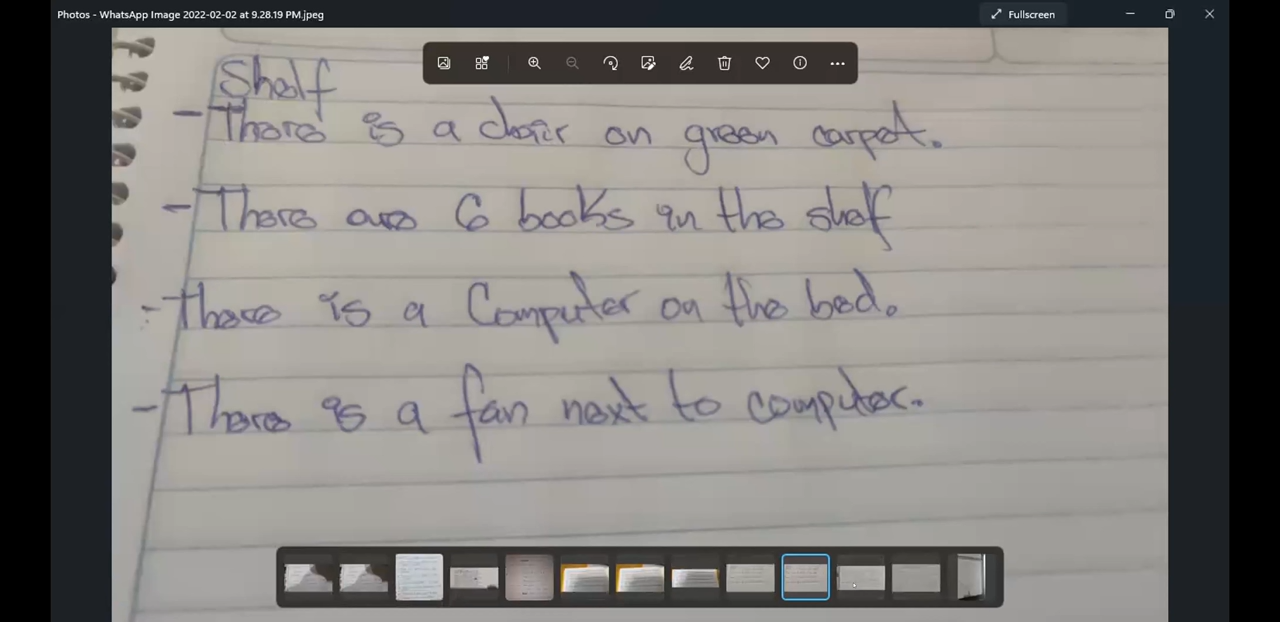 Photos - WhatsApp Image 2022-02-02 at 9.28.19 PM.jpeg
Fullscreen
Shelf
- There is a chair on green carpet.
- There are 6 books in the shelf
- There is a Computer on the bed.
- There is a fan next to computer.